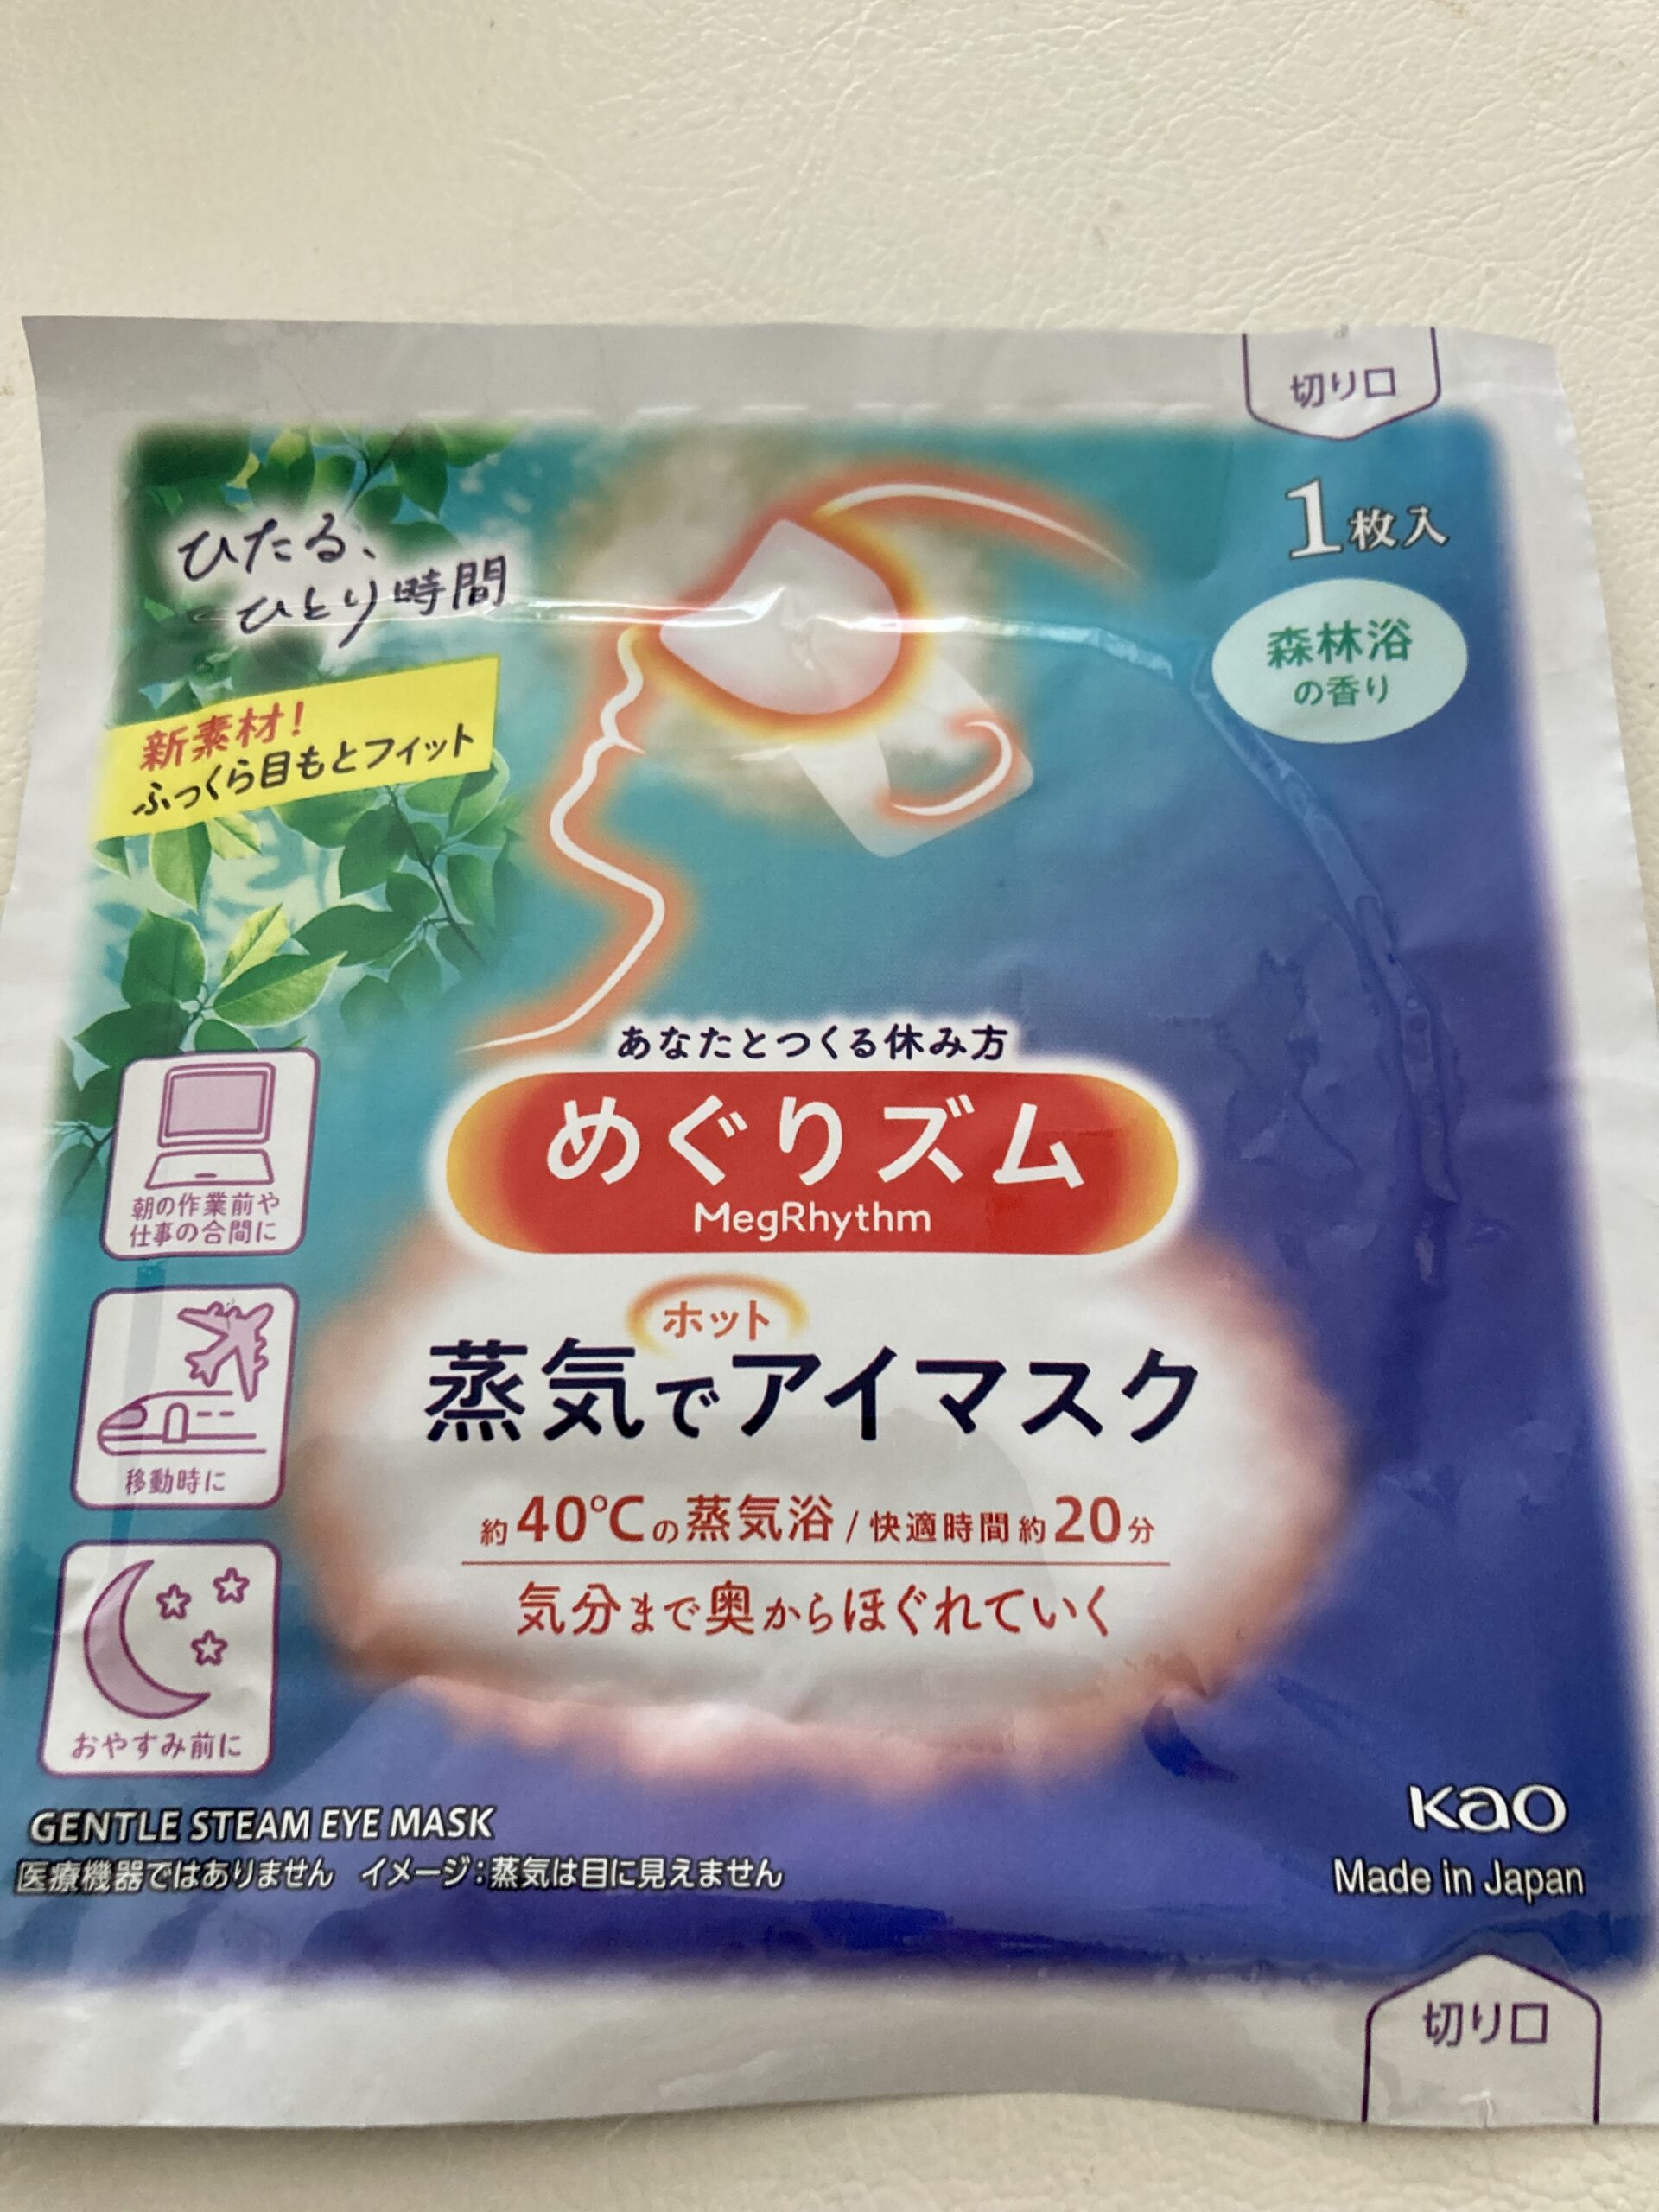 切り口
1枚入
森林浴
の香り
ひたる、
ひとり時間
新素材!
ふっくら目もとフィット
あなたとつくる休み方
めぐりズム
MegRhythm
ホット
蒸気でアイマスク
約40℃の蒸気浴/快適時間約20分
気分まで奥からほぐれていく
朝の作業前や
仕事の合間に
移動時に
おやすみ前に
GENTLE STEAM EYE MASK
医療機器ではありません イメージ:蒸気は目に見えません
Kao
Made in Japan
切り口